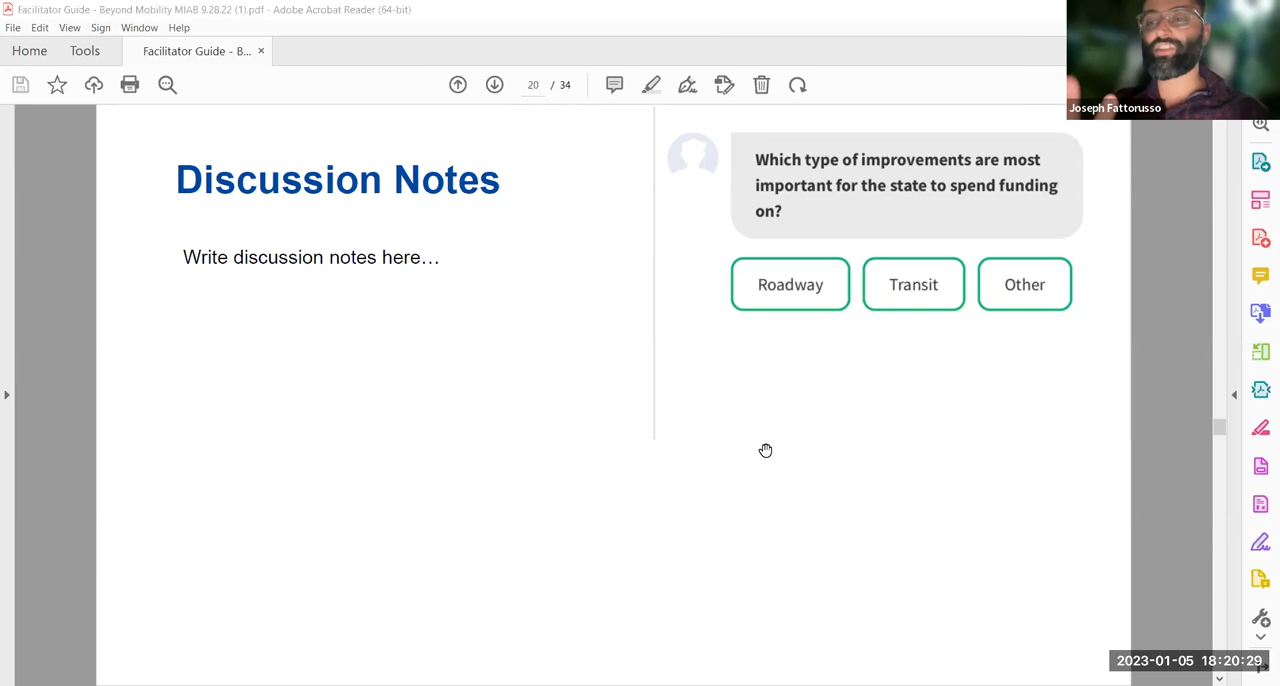 Facilitator Guide - Beyond Mobility MIAB 9.28.22 (1).pdf - Adobe Acrobat Reader (64-bit)
File Edit View Sign Window Help
Home Tools Facilitator Guide - B... ×
20 / 34
Joseph Fattorusso
Discussion Notes
Write discussion notes here…
Which type of improvements are most
important for the state to spend funding
on?
Roadway Transit Other
2023-01-05 18:20:29